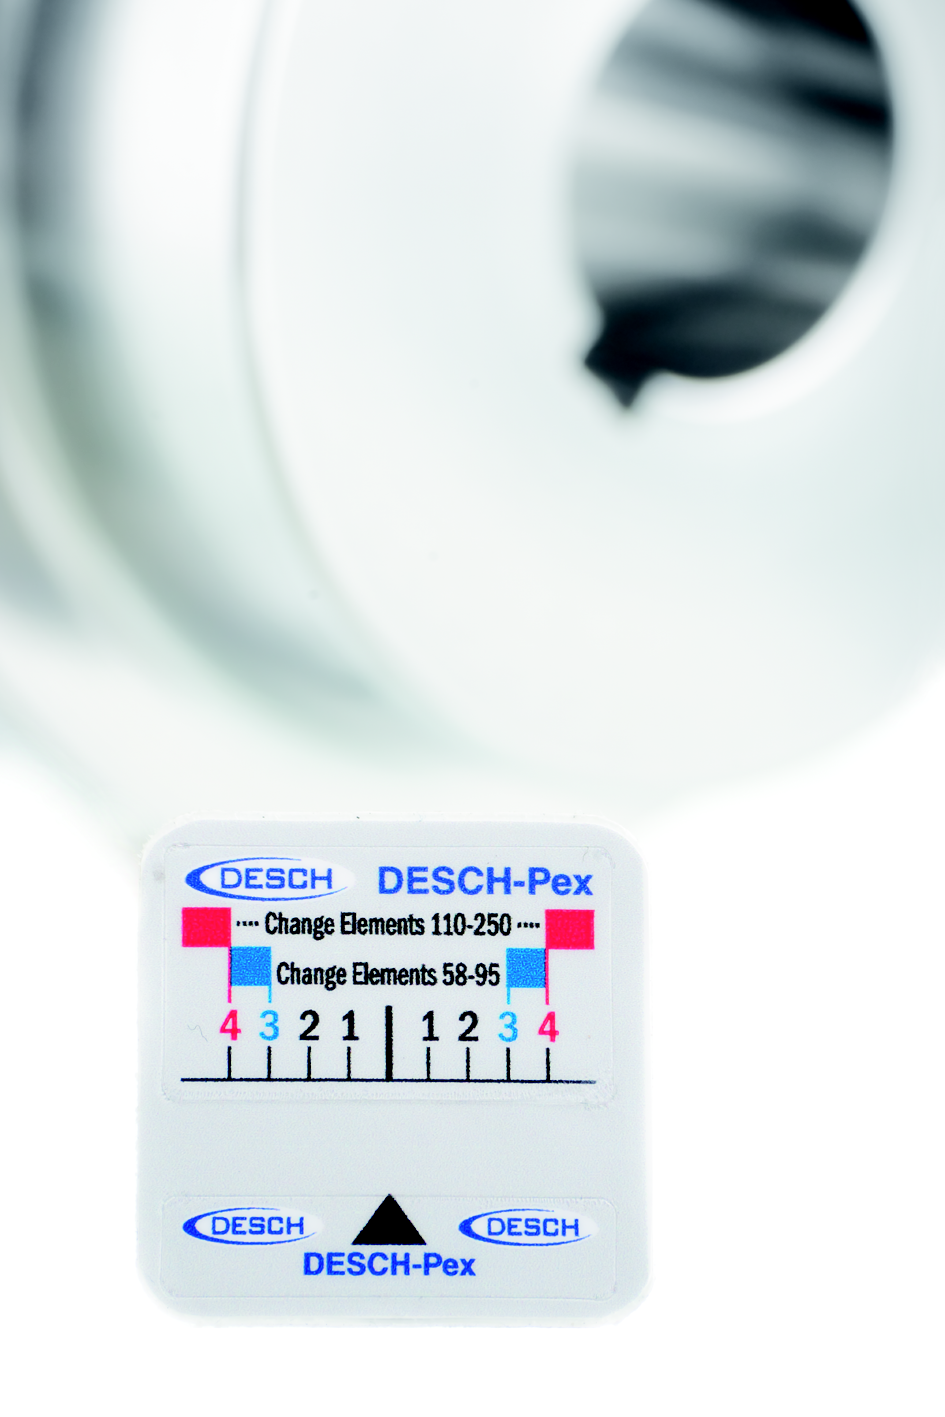 DESCH DESCH-Pex
Change Elements 110-250
Change Elements 58-95
4 3 2 1 1 2 3 4
DESCH DESCH
DESCH-Pex